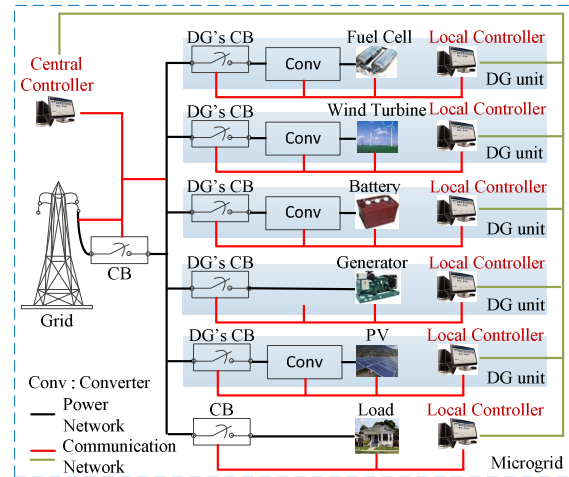 Central
Controller
DG's CB
Fuel Cell
Local Controller
Conv
DG unit
DG's CB
Wind Turbine
Local Controller
Conv
DG unit
DG's CB
Battery
Local Controller
Conv
DG unit
CB
Grid
DG's CB
Generator
Local Controller
DG unit
DG's CB
PV
Local Controller
Conv
DG unit
Conv : Converter
Power
Network
Communication
Network
CB
Load
Local Controller
Microgrid